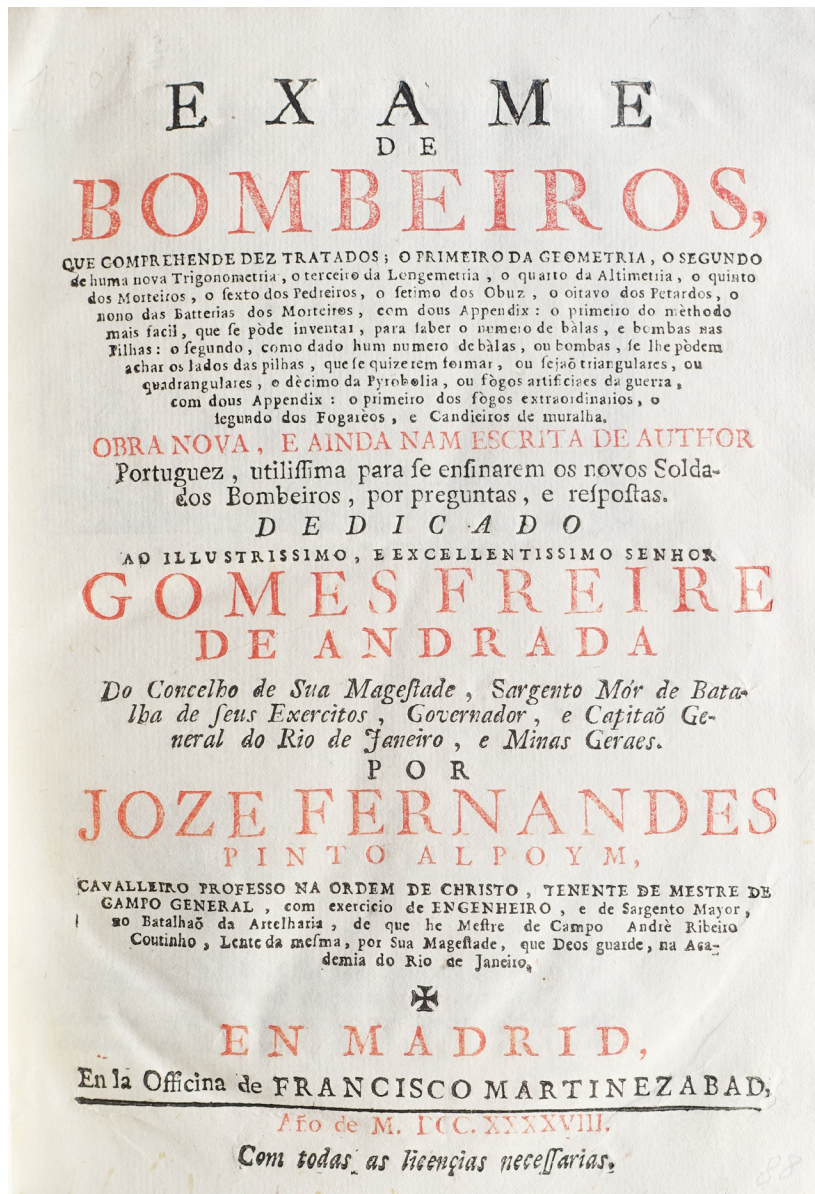 EXAME
DE
BOMBEIROS,
QUE COMPREHENDE DEZ TRATADOS; O PRIMEIRO DA GEOMETRIA, O SEGUNDO
de huma nova Trigonometria, o terceiro da Longemetria, o quarto da Altimetria, o quinto
dos Morteiros, o ſexto dos Pedreiros, o ſetimo dos Obuz, o oitavo dos Petardos, o
nono das Batterias dos Morteiros, com dous Appendix: o primeiro do mèthodo
mais facil, que ſe pòde inventar, para ſaber o numero de bàlas, e bombas nas
Pilhas: o ſegundo, como dado hum numero de bàlas, ou bombas, ſe lhe pòdem
achar os lados das pilhas, que ſe quizerem formar, ou ſejaõ triangulares, ou
quadrangulares, o dècimo da Pyrobolia, ou fògos artificiaes da guerra,
com dous Appendix: o primeiro dos fògos extraordinarios, o
ſegundo dos Fogarèos, e Candieiros de muralha.
OBRA NOVA, E AINDA NAM ESCRITA DE AUTHOR
Portuguez, utiliſſima para ſe enſinarem os novos Solda-
dos Bombeiros, por preguntas, e reſpoſtas.
DEDICADO
AO ILLUSTRISSIMO, E EXCELLENTISSIMO SENHOR
GOMES FREIRE
DE ANDRADA
Do Concelho de Sua Mageſtade, Sargento Mór de Bata-
lha de ſeus Exercitos, Governador, e Capitaõ Ge-
neral do Rio de Janeiro, e Minas Geraes.
POR
JOZE FERNANDES
PINTO ALPOYM,
CAVALLEIRO PROFESSO NA ORDEM DE CHRISTO, TENENTE DE MESTRE DE
CAMPO GENERAL, com exercicio de ENGENHEIRO, e de Sargento Mayor,
no Batalhaõ da Artelharia, de que he Meſtre de Campo Andrè Ribeiro
Coutinho, Lente da meſma, por Sua Mageſtade, que Deos guarde, na Aca-
demia do Rio de Janeiro.
EN MADRID,
En la Officina de FRANCISCO MARTINEZABAD,
Año de M. DCC. XXXXVIII.
Com todas as licenças neceſſarias.
88